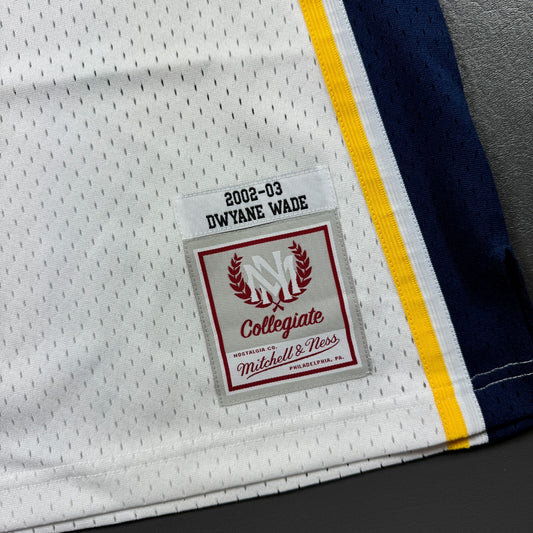 2002-03
DWYANE WADE
Collegiate
NOSTALGIA CO.
Mitchell & Ness
PHILADELPHIA, PA.